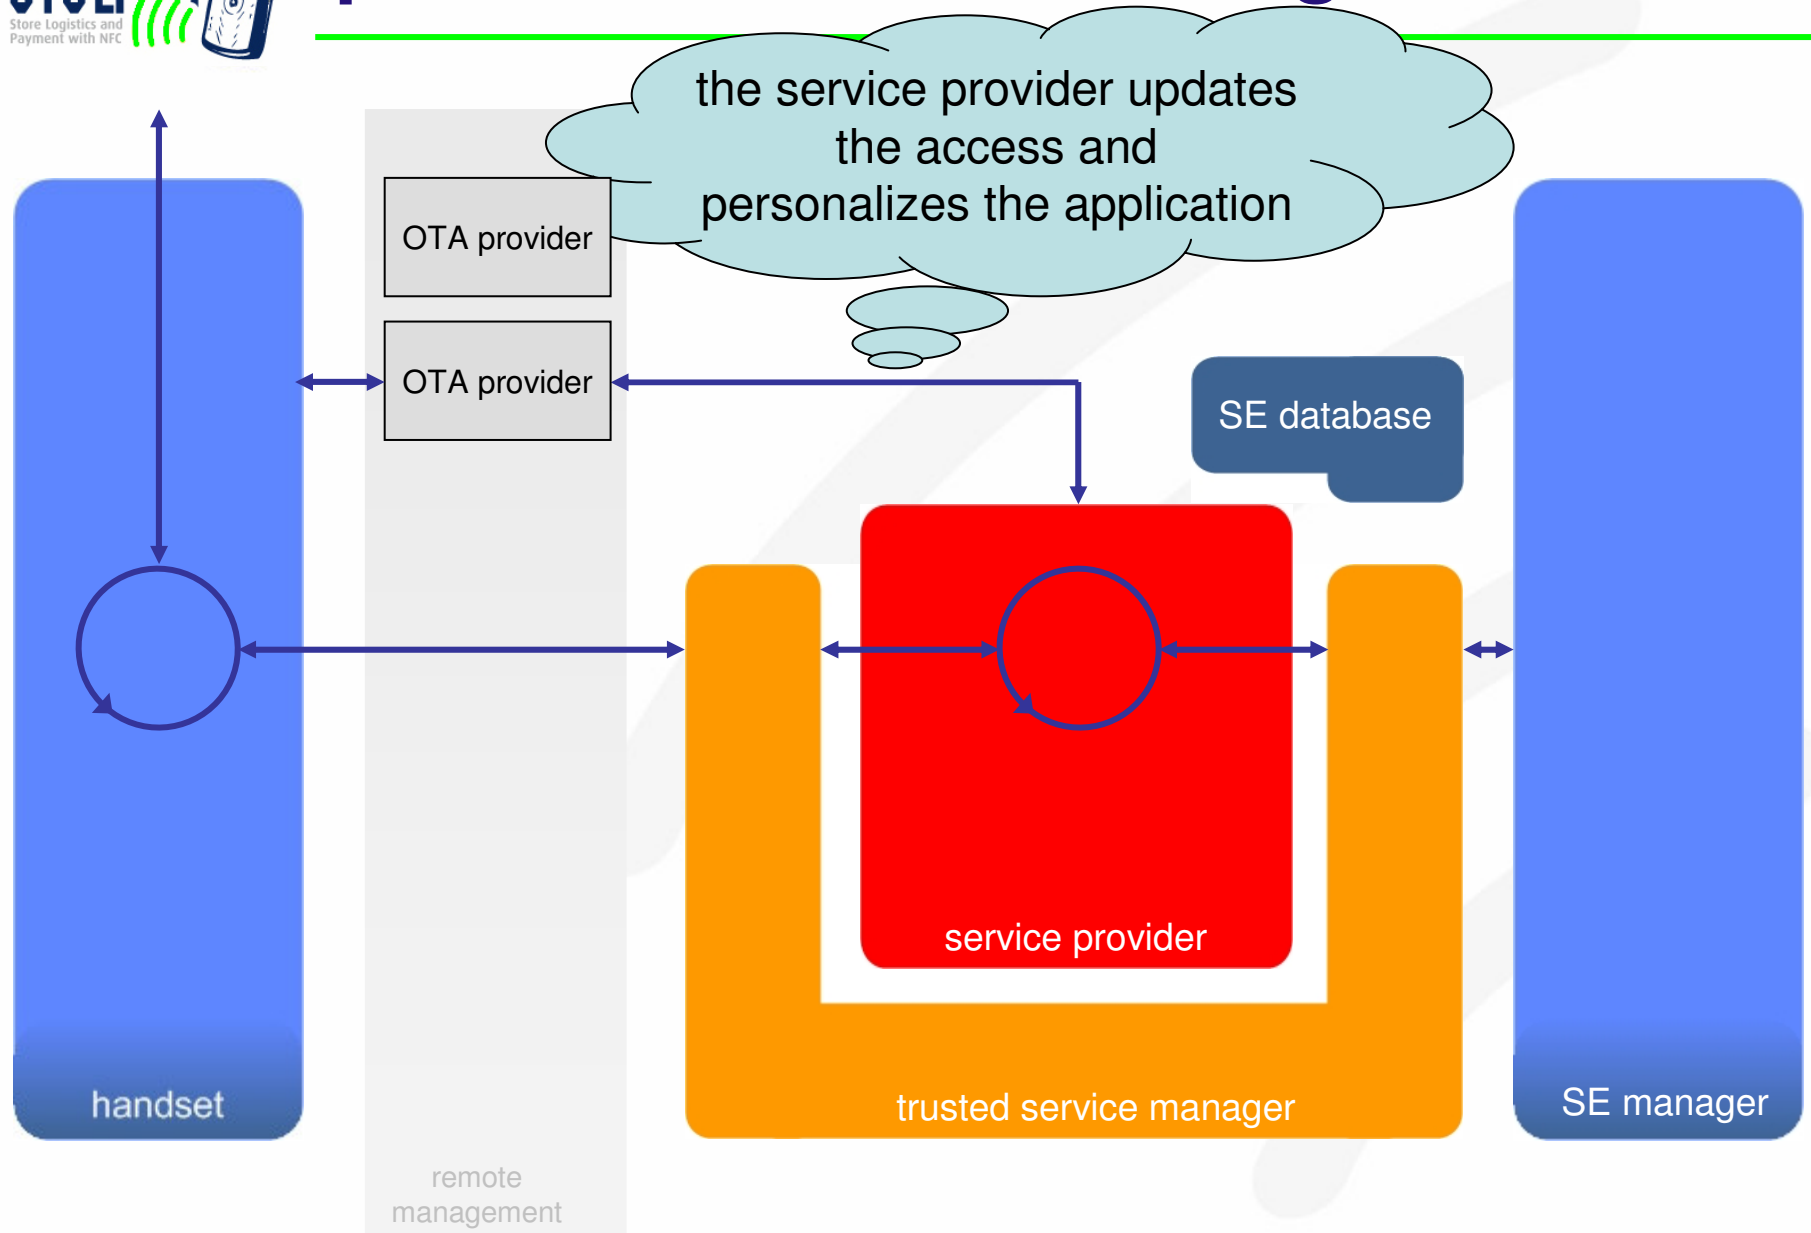 Store Logistics and
Payment with NFC
the service provider updates
the access and
personalizes the application
OTA provider
OTA provider
SE database
service provider
handset
trusted service manager
SE manager
remote
management